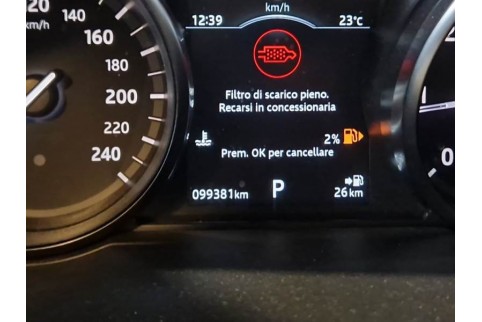 km/h
km/h
20
140
160
180
200
220
240
12:39 23°C
Filtro di scarico pieno.
Recarsi in concessionaria
2%
Prem. OK per cancellare
099381km P 26km
0